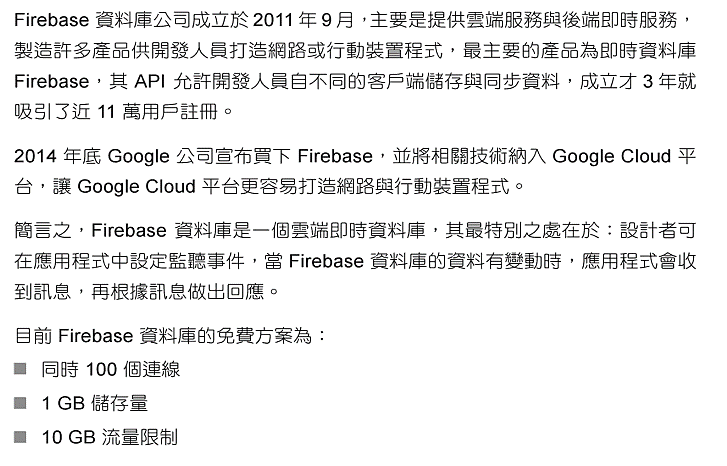 Firebase 資料庫公司成立於 2011 年 9 月，主要是提供雲端服務與後端即時服務，
製造許多產品供開發人員打造網路或行動裝置程式，最主要的產品為即時資料庫
Firebase，其 API 允許開發人員自不同的客戶端儲存與同步資料，成立才 3 年就
吸引了近 11 萬用戶註冊。
2014 年底 Google 公司宣布買下 Firebase，並將相關技術納入 Google Cloud 平
台，讓 Google Cloud 平台更容易打造網路與行動裝置程式。
簡言之，Firebase 資料庫是一個雲端即時資料庫，其最特別之處在於：設計者可
在應用程式中設定監聽事件，當 Firebase 資料庫的資料有變動時，應用程式會收
到訊息，再根據訊息做出回應。
目前 Firebase 資料庫的免費方案為：
■ 同時 100 個連線
■ 1 GB 儲存量
■ 10 GB 流量限制